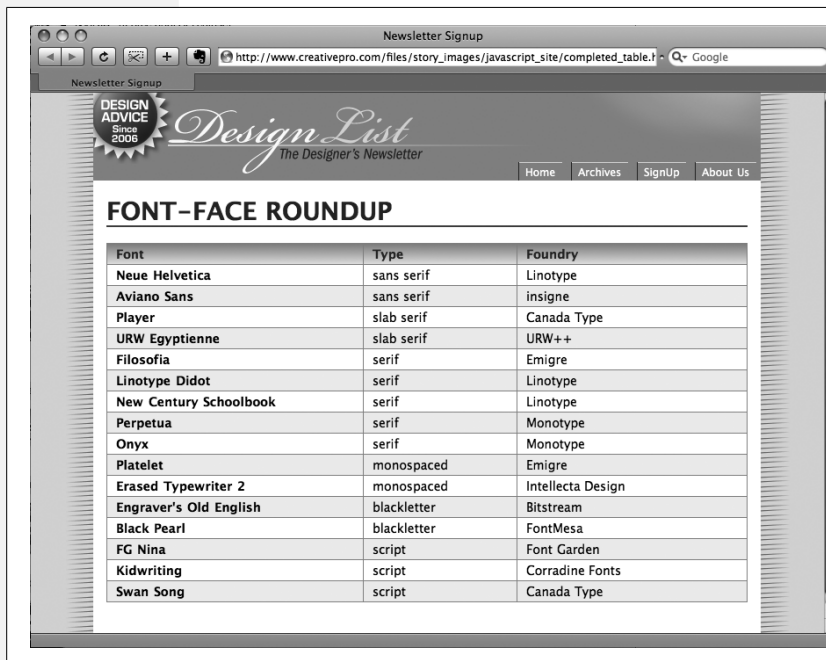 Newsletter Signup
http://www.creativepro.com/files/story_images/javascript_site/completed_table.h Google
Newsletter Signup
DESIGN
ADVICE
Since
2006
Design List
The Designer's Newsletter
Home Archives SignUp About Us
FONT-FACE ROUNDUP
Font Type Foundry
Neue Helvetica sans serif Linotype
Aviano Sans sans serif insigne
Player slab serif Canada Type
URW Egyptienne slab serif URW++
Filosofia serif Emigre
Linotype Didot serif Linotype
New Century Schoolbook serif Linotype
Perpetua serif Monotype
Onyx serif Monotype
Platelet monospaced Emigre
Erased Typewriter 2 monospaced Intellecta Design
Engraver's Old English blackletter Bitstream
Black Pearl blackletter FontMesa
FG Nina script Font Garden
Kidwriting script Corradine Fonts
Swan Song script Canada Type